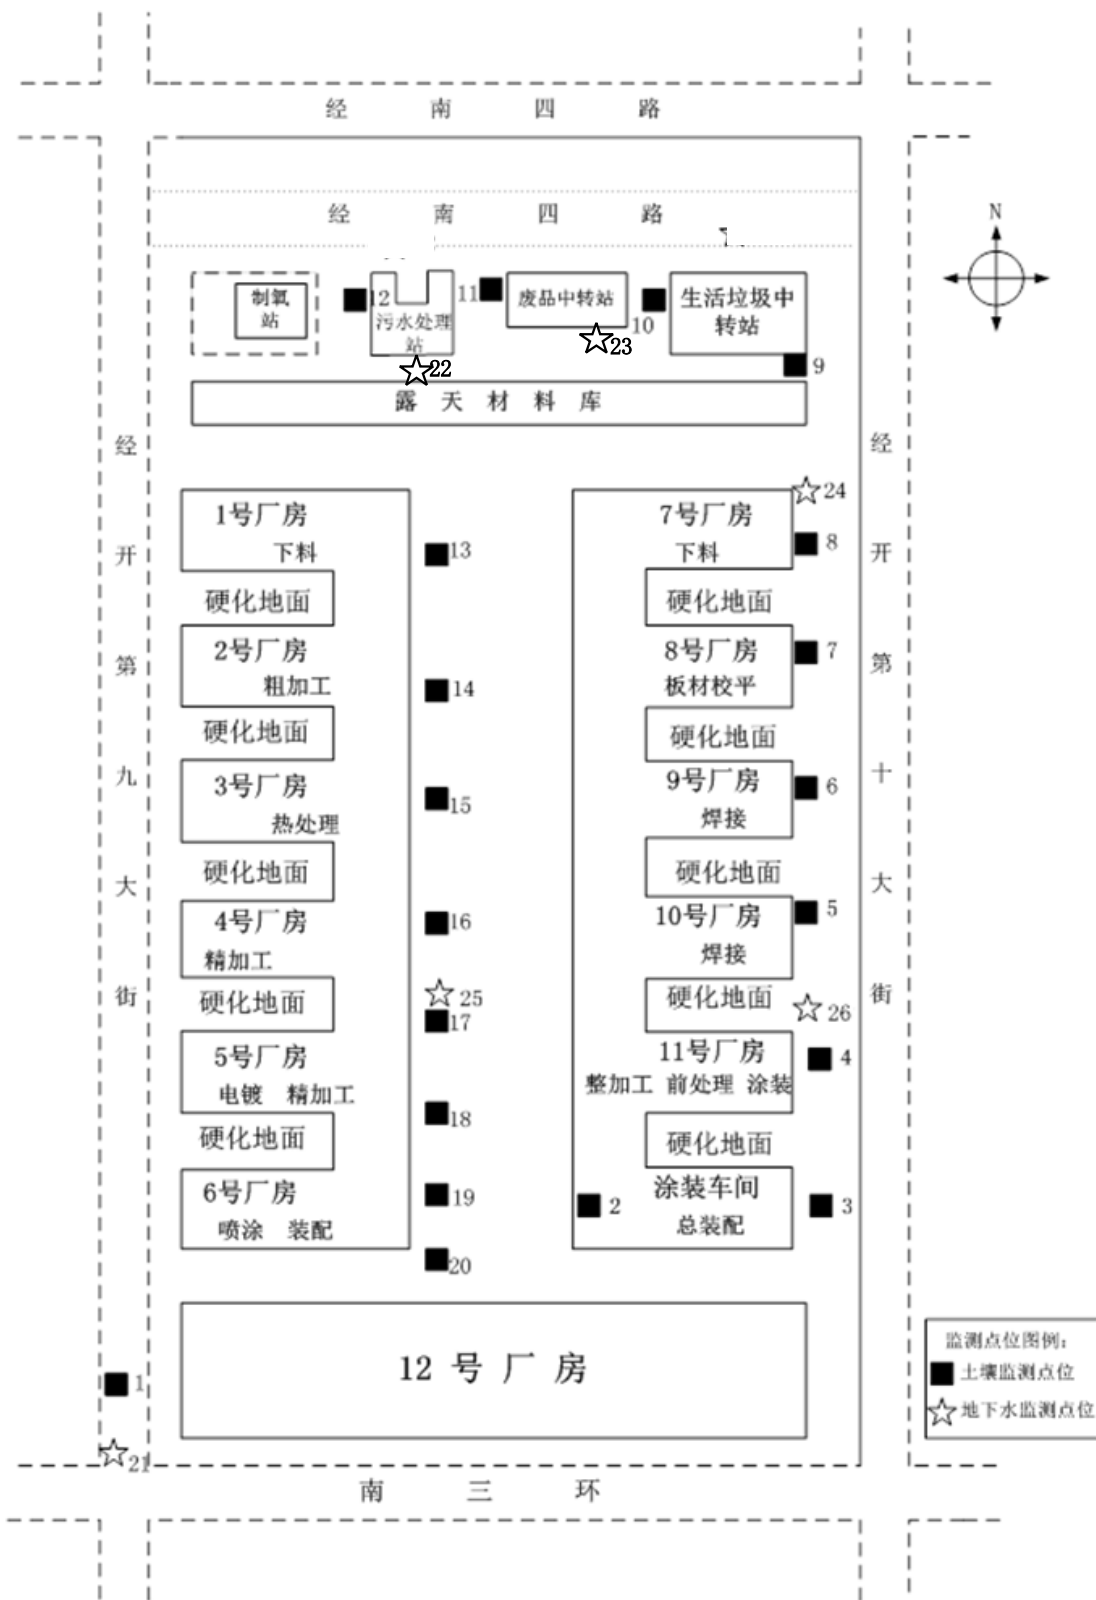 经南四路
经南四路
N
制氧站
12
污水处理站
11
废品中转站
10
生活垃圾中转站
9
22
23
露天材料库
经开第九大街
经开第十大街
1号厂房
下料
硬化地面
2号厂房
粗加工
硬化地面
3号厂房
热处理
硬化地面
4号厂房
精加工
硬化地面
5号厂房
电镀 精加工
硬化地面
6号厂房
喷涂 装配
13
14
15
16
25
17
18
19
20
7号厂房
下料
硬化地面
8号厂房
板材校平
硬化地面
9号厂房
焊接
硬化地面
10号厂房
焊接
硬化地面
11号厂房
整加工 前处理 涂装
硬化地面
涂装车间
总装配
24
8
7
6
5
26
4
2
3
12号厂房
1
21
南三环
监测点位图例：
土壤监测点位
地下水监测点位